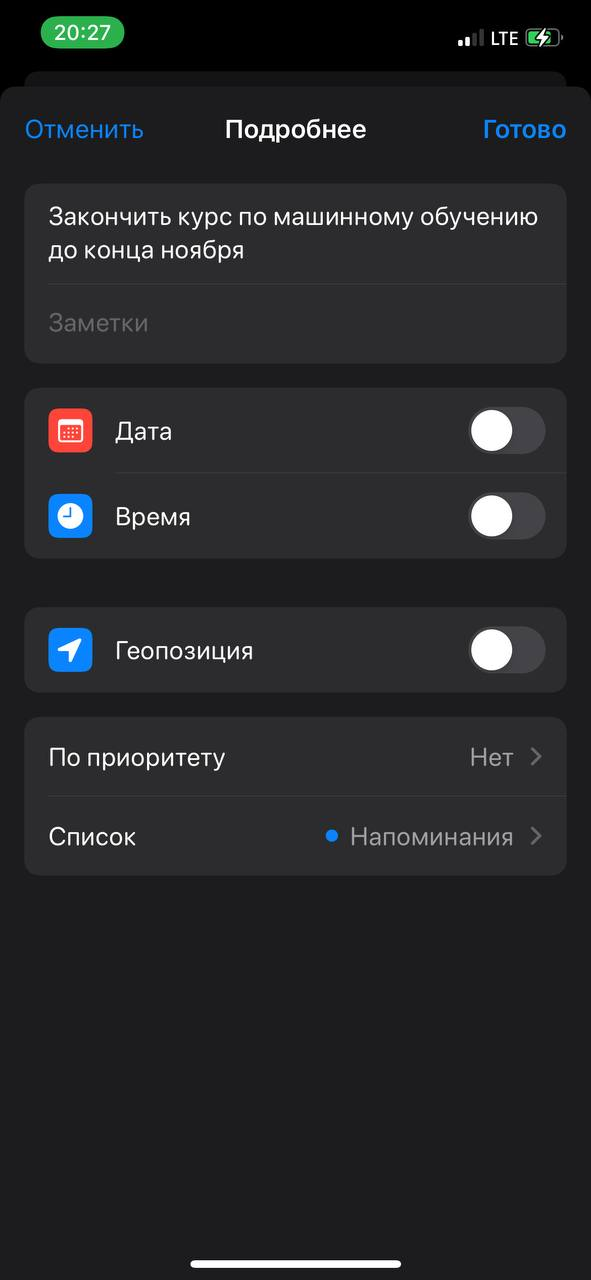 20:27
LTE
Отменить
Подробнее
Готово
Закончить курс по машинному обучению
до конца ноября
Заметки
Дата
Время
Геопозиция
По приоритету
Нет
Список
Напоминания